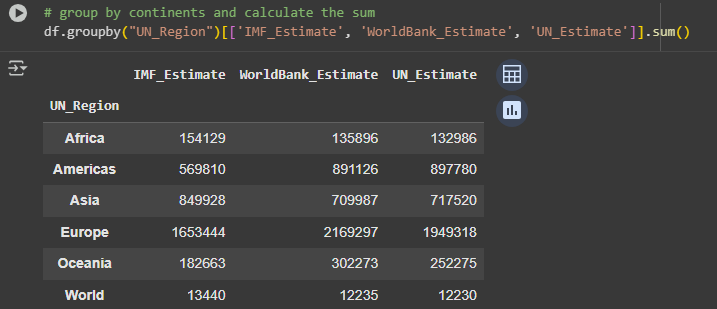 # group by continents and calculate the sum
df.groupby("UN_Region")[['IMF_Estimate', 'WorldBank_Estimate', 'UN_Estimate']].sum()
IMF_Estimate WorldBank_Estimate UN_Estimate
UN_Region
Africa 154129 135896 132986
Americas 569810 891126 897780
Asia 849928 709987 717520
Europe 1653444 2169297 1949318
Oceania 182663 302273 252275
World 13440 12235 12230